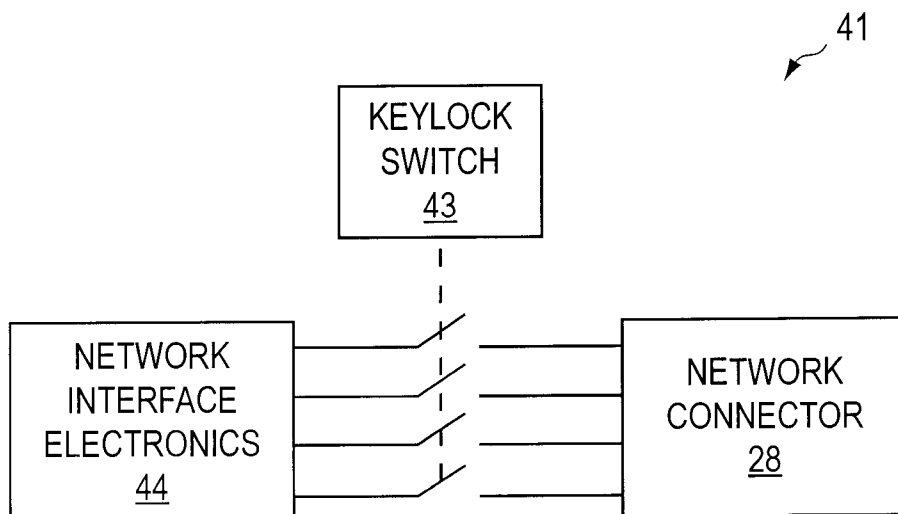 41
KEYLOCK
SWITCH
43
NETWORK
INTERFACE
ELECTRONICS
44
NETWORK
CONNECTOR
28